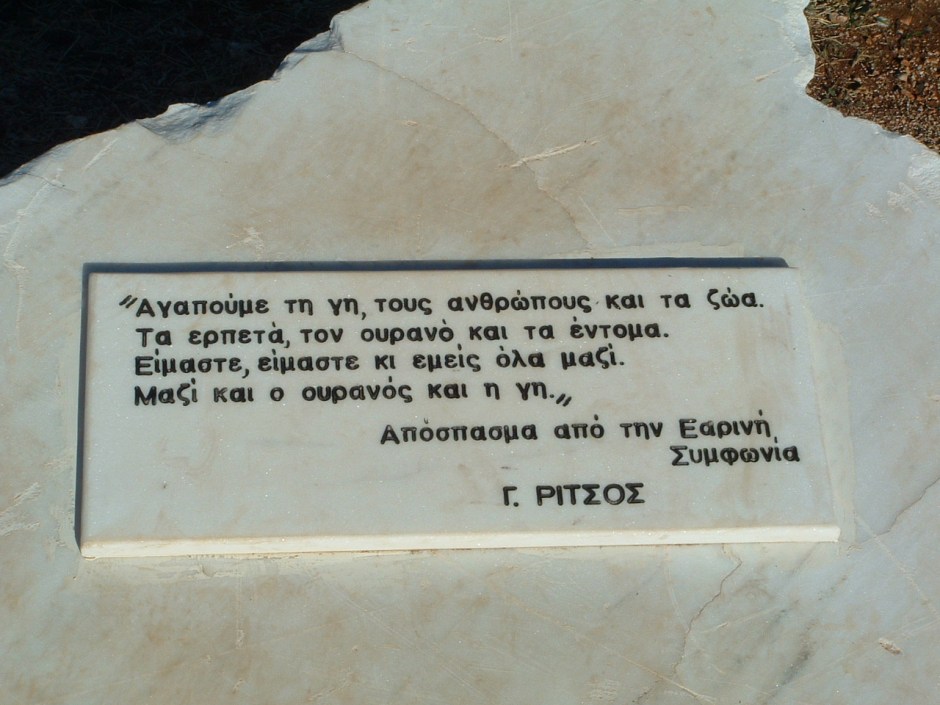 "Αγαπούμε τη γη, τους ανθρώπους και τα ζώα.
Τα ερπετά, τον ουρανό και τα έντομα.
Είμαστε, είμαστε κι εμείς όλα μαζί.
Μαζί και ο ουρανός και η γη."
Απόσπασμα από την Εαρινή
Συμφωνία
Γ. ΡΙΤΣΟΣ